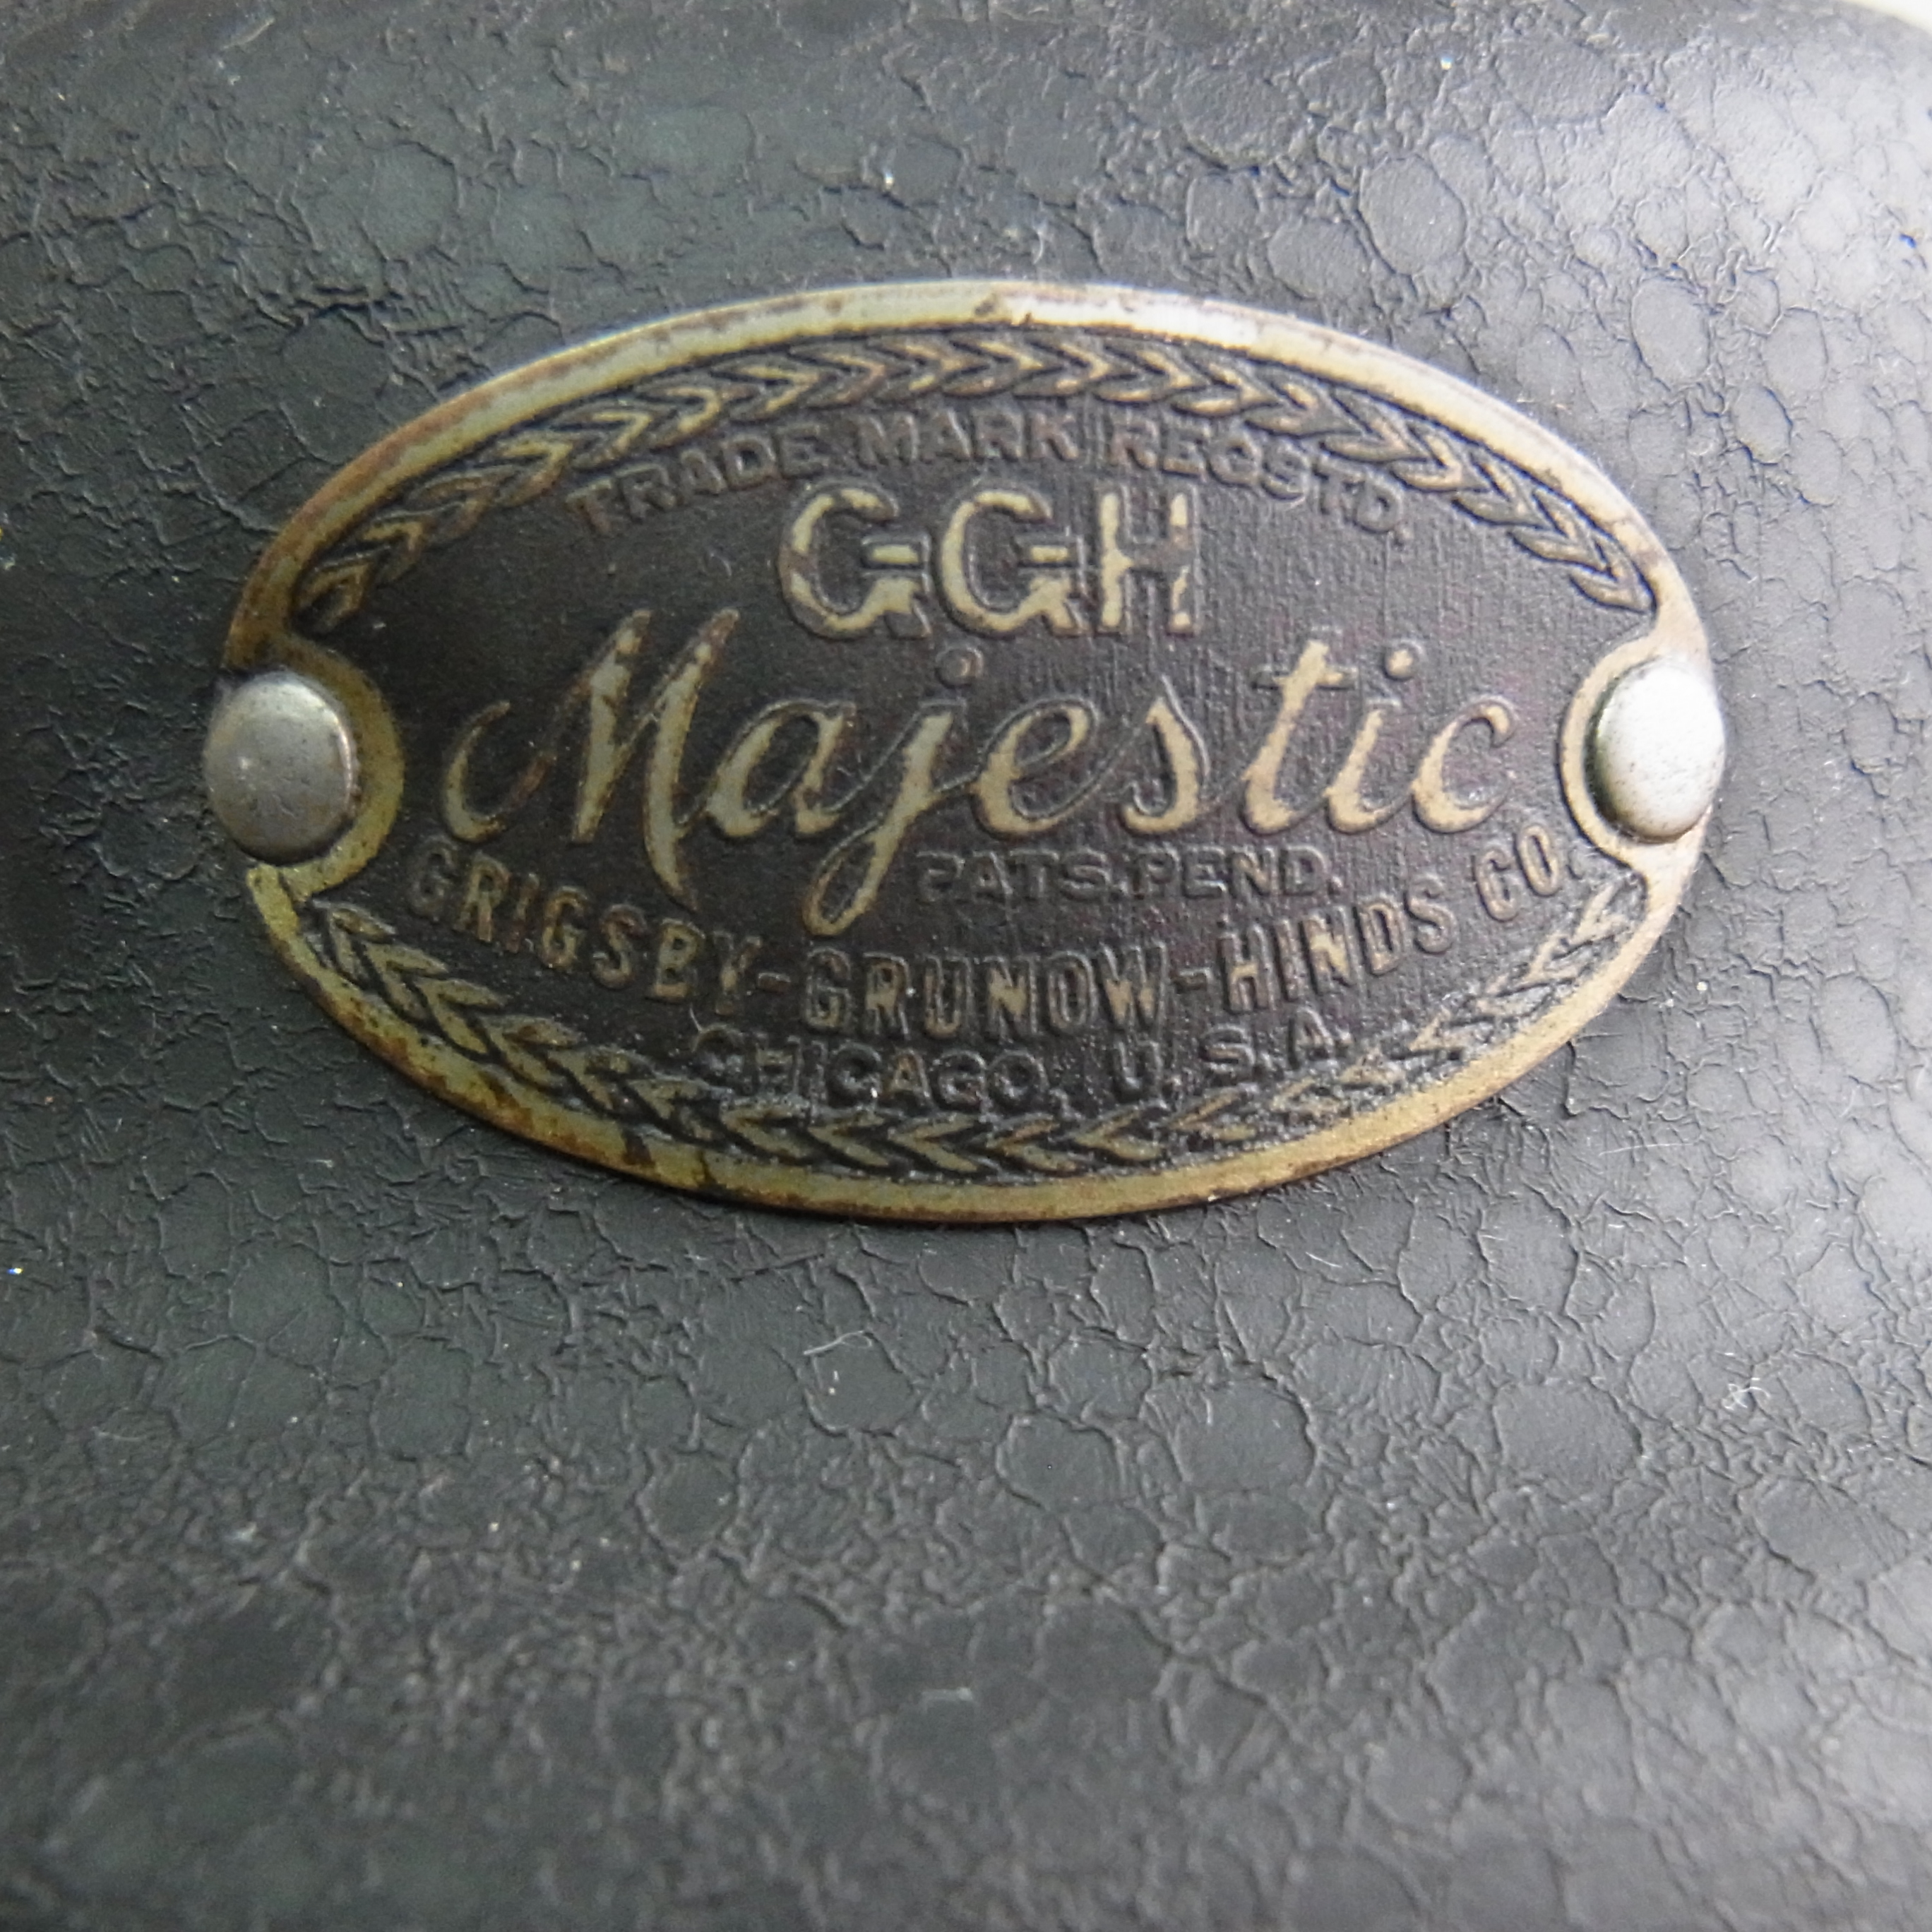 TRADE MARK REGSTD.
G-G-H
Majestic
PATS. PEND.
GRIGSBY-GRUNOW-HINDS CO.
CHICAGO, U. S. A.